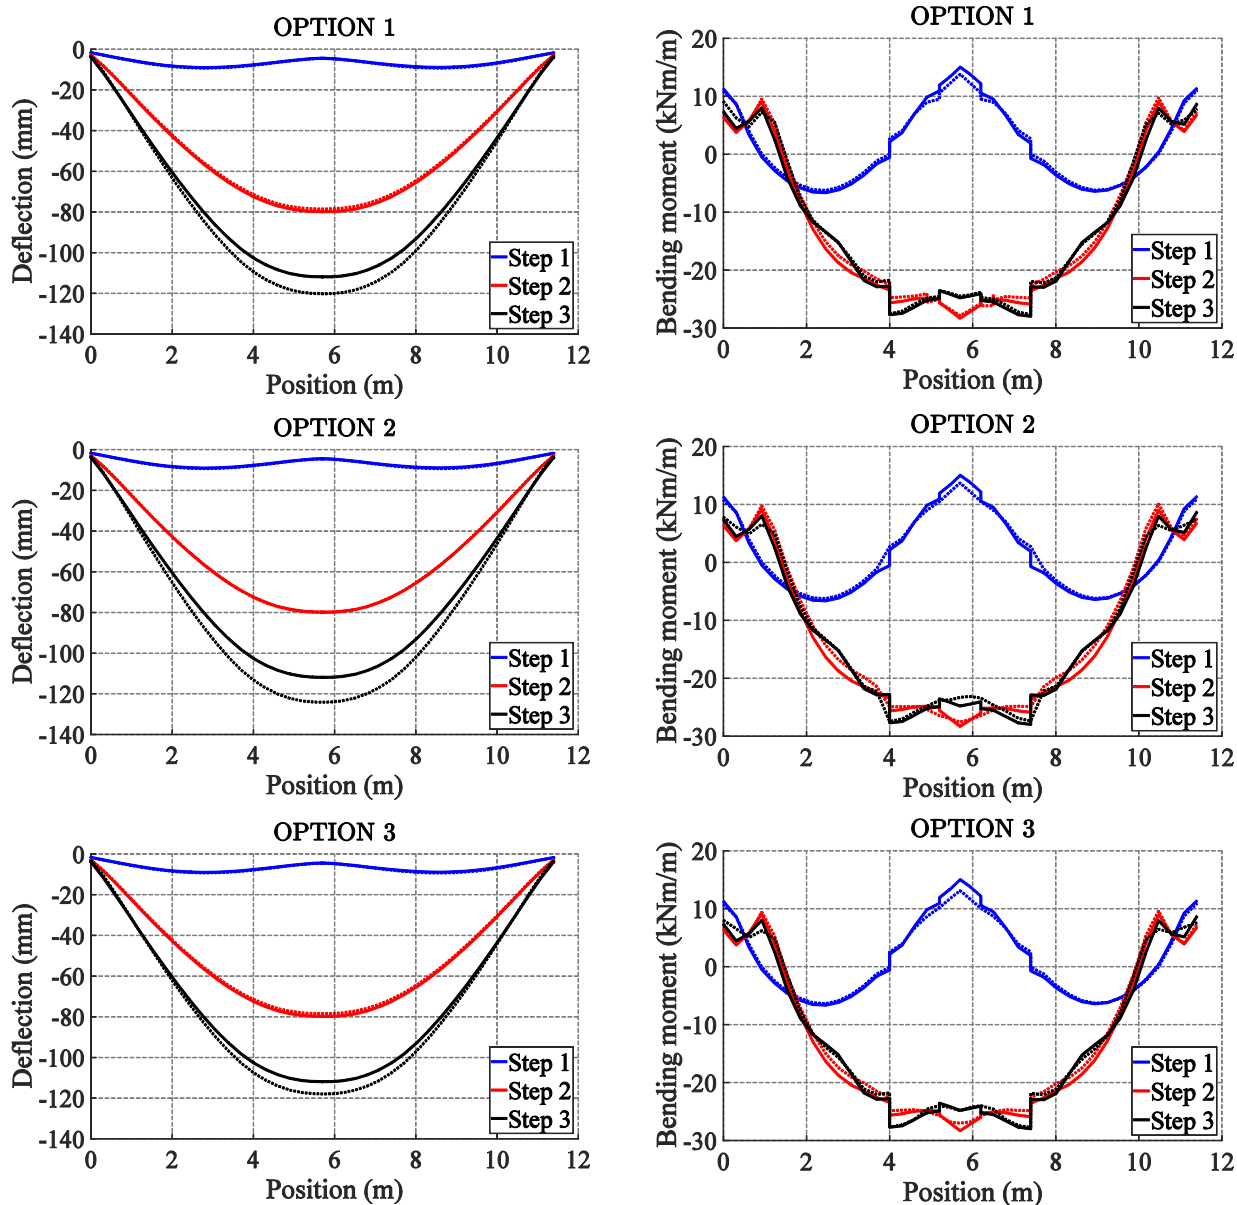 OPTION 1
0
-20
-40
-60
-80
-100
-120
-140
Deflection (mm)
Step 1
Step 2
Step 3
0 2 4 6 8 10 12
Position (m)
OPTION 1
20
10
0
-10
-20
-30
Bending moment (kNm/m)
Step 1
Step 2
Step 3
0 2 4 6 8 10 12
Position (m)
OPTION 2
0
-20
-40
-60
-80
-100
-120
-140
Deflection (mm)
Step 1
Step 2
Step 3
0 2 4 6 8 10 12
Position (m)
OPTION 2
20
10
0
-10
-20
-30
Bending moment (kNm/m)
Step 1
Step 2
Step 3
0 2 4 6 8 10 12
Position (m)
OPTION 3
0
-20
-40
-60
-80
-100
-120
-140
Deflection (mm)
Step 1
Step 2
Step 3
0 2 4 6 8 10 12
Position (m)
OPTION 3
20
10
0
-10
-20
-30
Bending moment (kNm/m)
Step 1
Step 2
Step 3
0 2 4 6 8 10 12
Position (m)